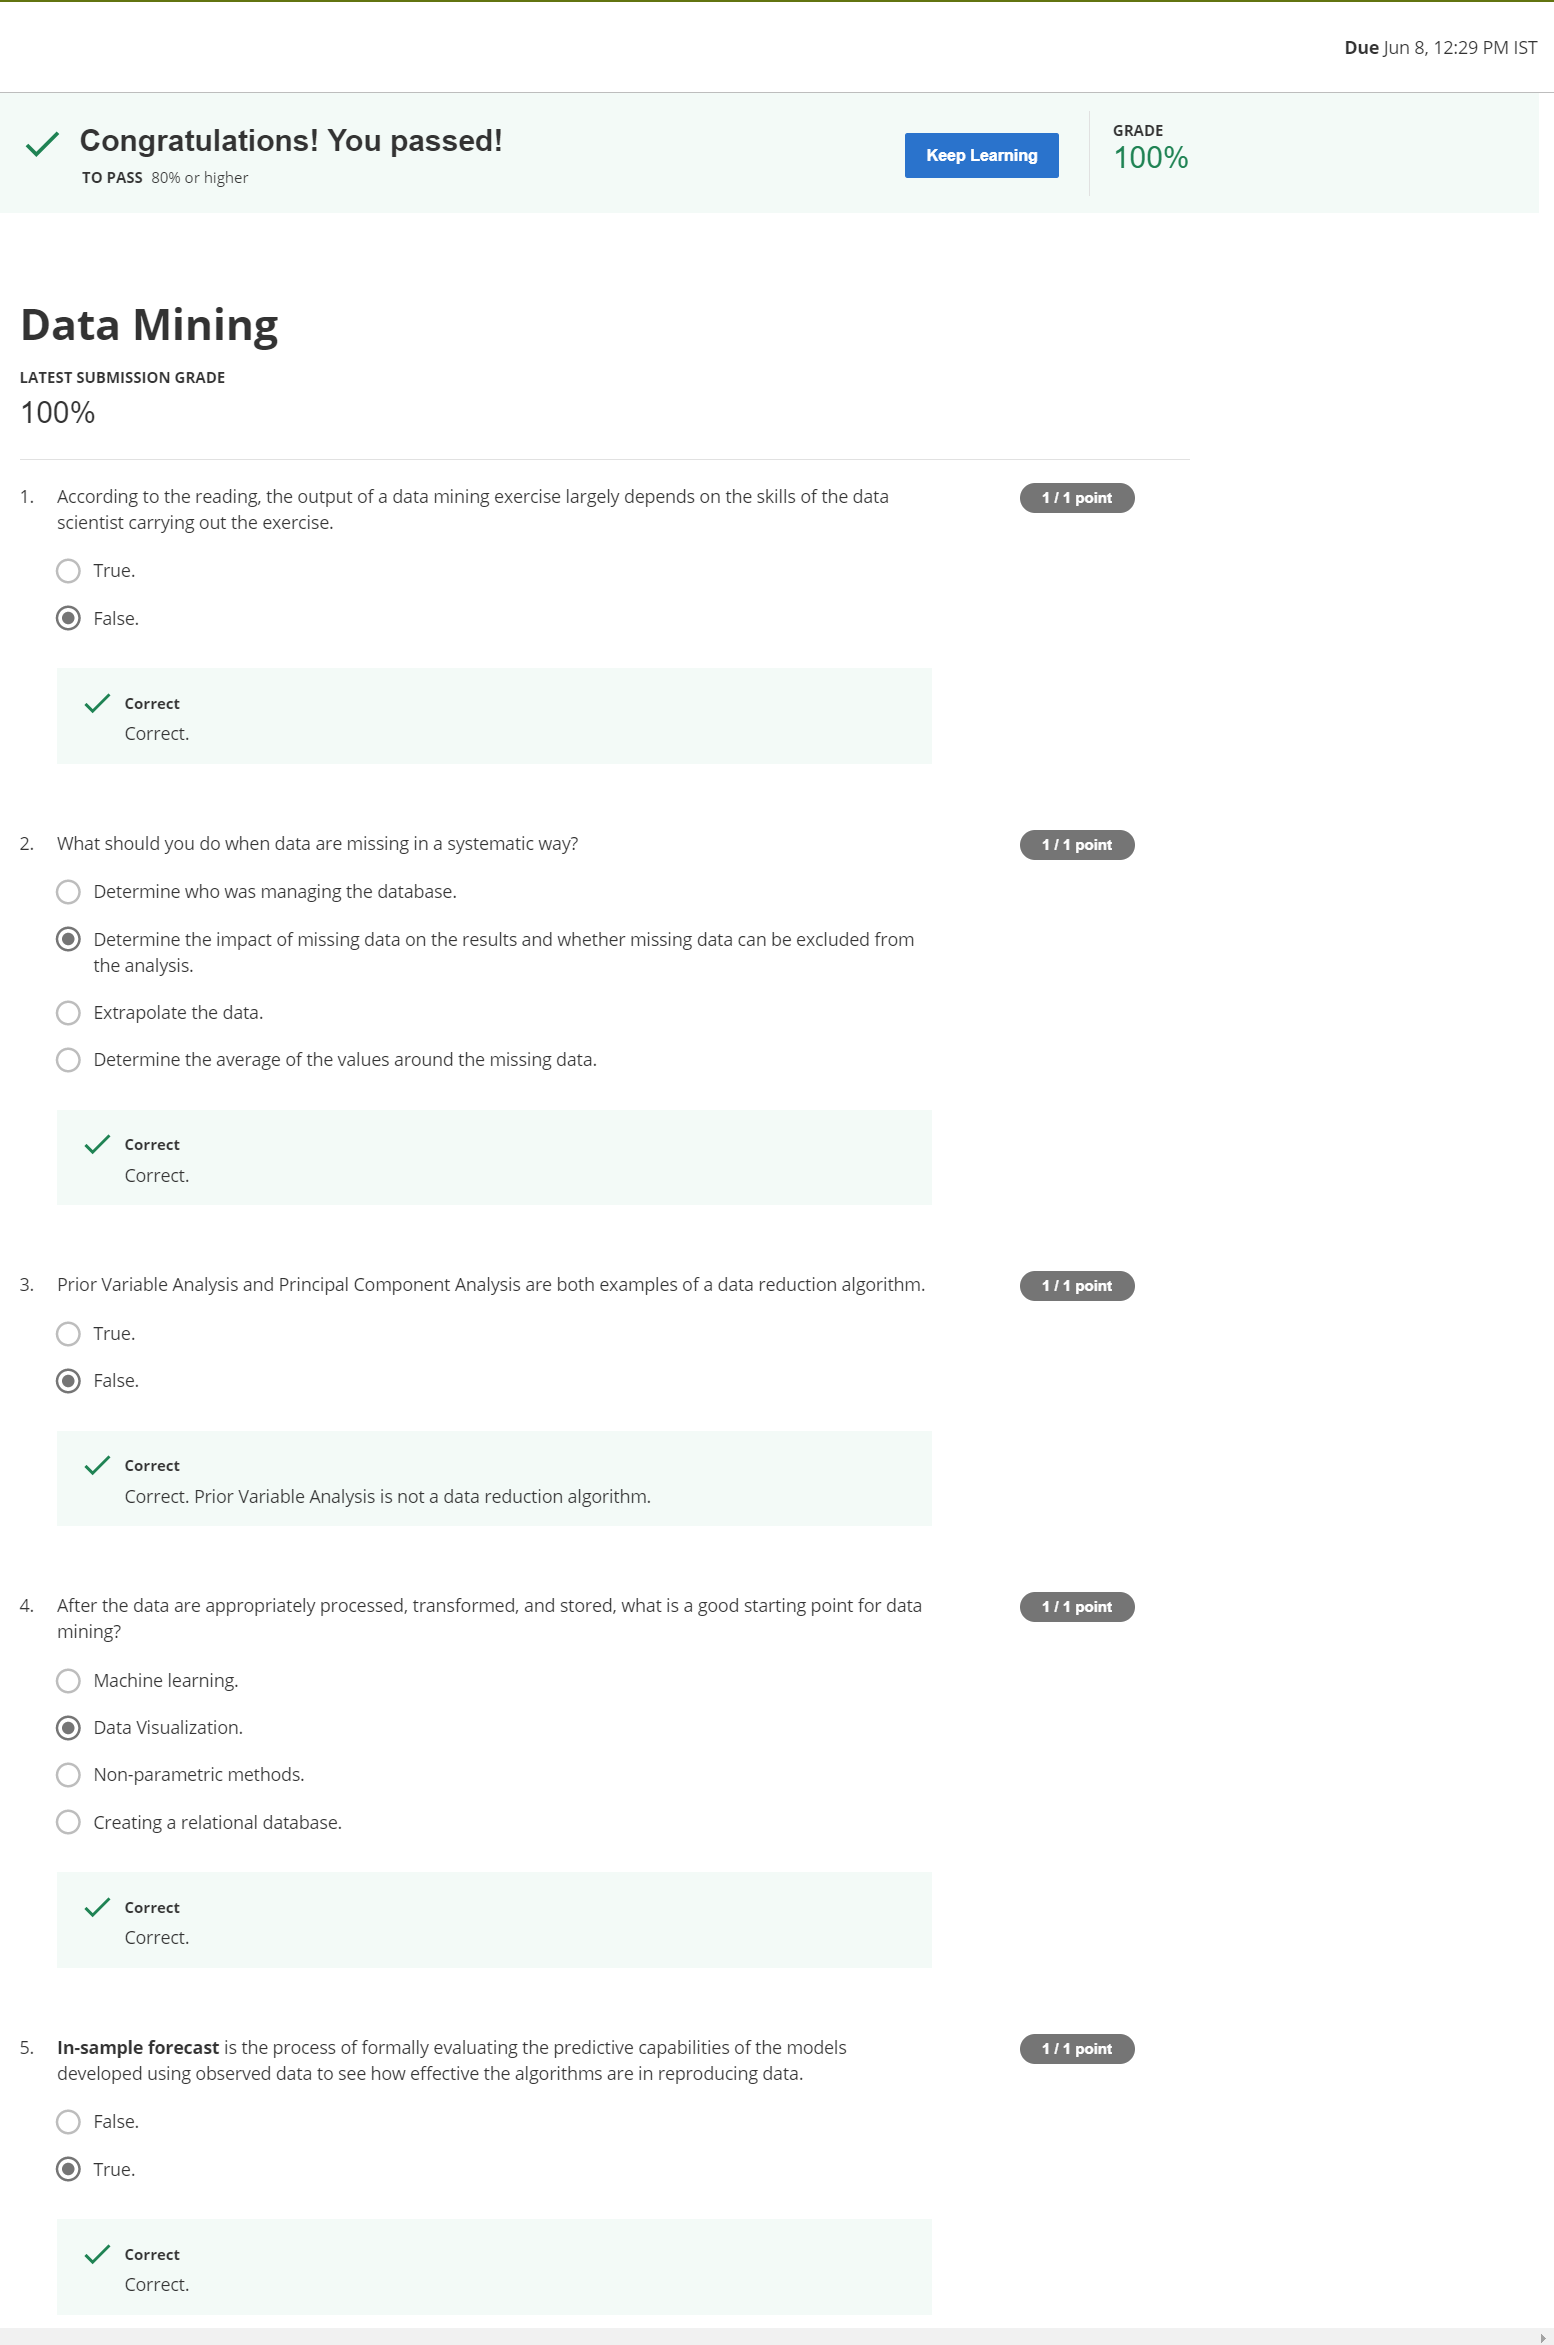 Due Jun 8, 12:29 PM IST
Congratulations! You passed!
TO PASS 80% or higher
Keep Learning
GRADE
100%
Data Mining
LATEST SUBMISSION GRADE
100%
1. According to the reading, the output of a data mining exercise largely depends on the skills of the data
scientist carrying out the exercise.
1 / 1 point
True.
False.
Correct
Correct.
2. What should you do when data are missing in a systematic way?
1 / 1 point
Determine who was managing the database.
Determine the impact of missing data on the results and whether missing data can be excluded from
the analysis.
Extrapolate the data.
Determine the average of the values around the missing data.
Correct
Correct.
3. Prior Variable Analysis and Principal Component Analysis are both examples of a data reduction algorithm.
1 / 1 point
True.
False.
Correct
Correct. Prior Variable Analysis is not a data reduction algorithm.
4. After the data are appropriately processed, transformed, and stored, what is a good starting point for data
mining?
1 / 1 point
Machine learning.
Data Visualization.
Non-parametric methods.
Creating a relational database.
Correct
Correct.
5. In-sample forecast is the process of formally evaluating the predictive capabilities of the models
developed using observed data to see how effective the algorithms are in reproducing data.
1 / 1 point
False.
True.
Correct
Correct.